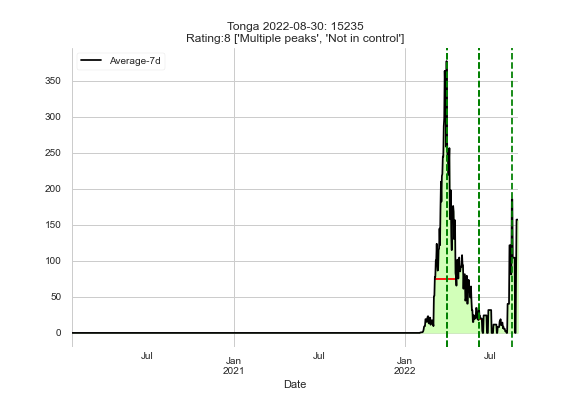 Tonga 2022-08-30: 15235
Rating:8 ['Multiple peaks', 'Not in control']
Average-7d
350
300
250
200
150
100
50
0
Jul
Jan
2021
Jul
Jan
2022
Jul
Date